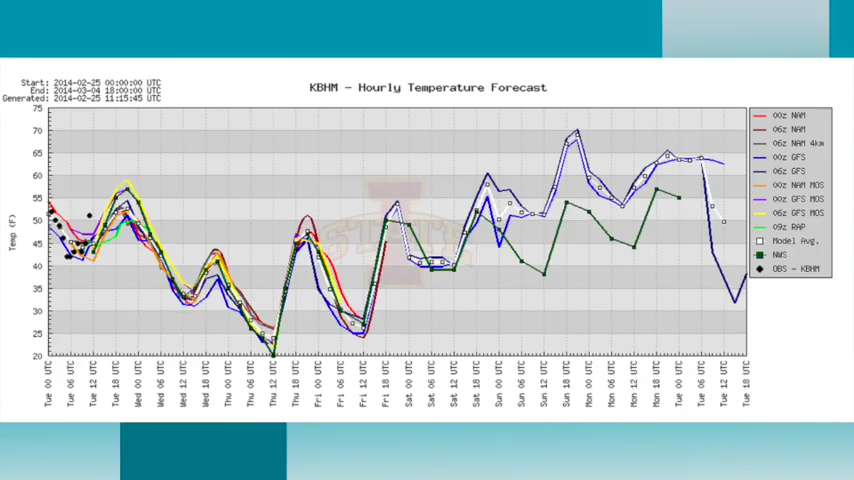 Start: 2014-02-25 00:00:00 UTC
End: 2014-03-04 18:00:00 UTC
Generated: 2014-02-25 11:15:45 UTC
KBHM - Hourly Temperature Forecast
75
70
65
60
55
50
45
40
35
30
25
20
Temp (F)
STATE
Tue 00 UTC
Tue 06 UTC
Tue 12 UTC
Tue 18 UTC
Wed 00 UTC
Wed 06 UTC
Wed 12 UTC
Wed 18 UTC
Thu 00 UTC
Thu 06 UTC
Thu 12 UTC
Thu 18 UTC
Fri 00 UTC
Fri 06 UTC
Fri 12 UTC
Fri 18 UTC
Sat 00 UTC
Sat 06 UTC
Sat 12 UTC
Sat 18 UTC
Sun 00 UTC
Sun 06 UTC
Sun 12 UTC
Sun 18 UTC
Mon 00 UTC
Mon 06 UTC
Mon 12 UTC
Mon 18 UTC
Tue 00 UTC
Tue 06 UTC
Tue 12 UTC
Tue 18 UTC
00z NAM
06z NAM
06z NAM 4km
00z GFS
06z GFS
00z NAM MOS
00z GFS MOS
06z GFS MOS
09z RAP
Model Avg.
NWS
OBS - KBHM